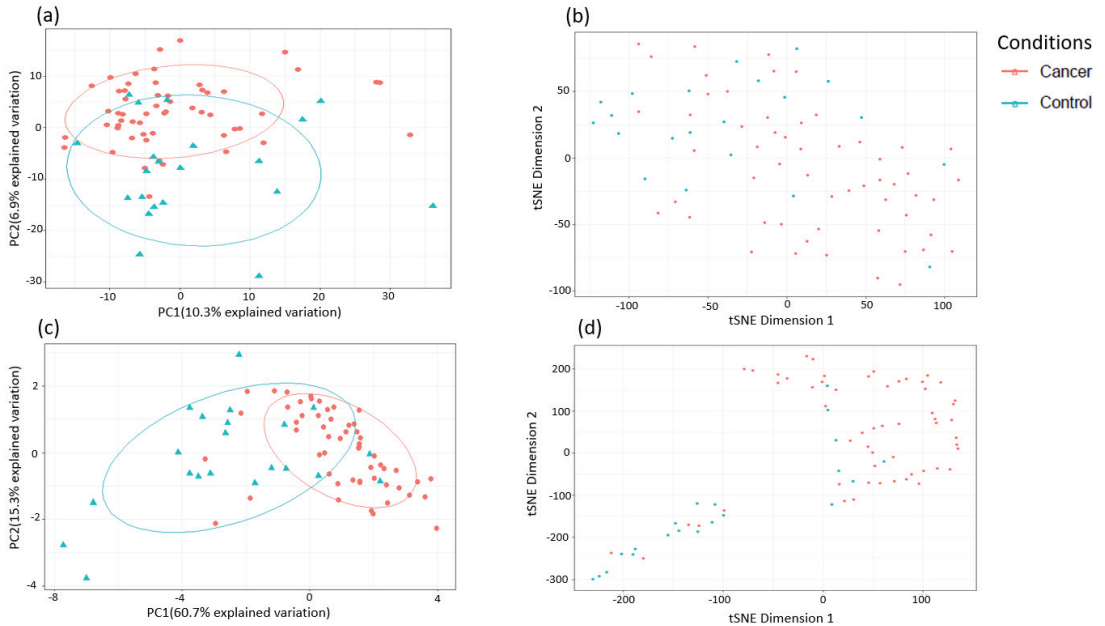 (a)
PC2(6.9% explained variation)
10
0
-10
-20
-30
-10
0
10
20
30
PC1(10.3% explained variation)
(b)
tSNE Dimension 2
50
0
-50
-100
-100
-50
0
50
100
tSNE Dimension 1
Conditions
Cancer
Control
(c)
PC2(15.3% explained variation)
2
0
-2
-4
-8
-4
0
4
PC1(60.7% explained variation)
(d)
tSNE Dimension 2
200
100
0
-100
-200
-300
-200
-100
0
100
tSNE Dimension 1